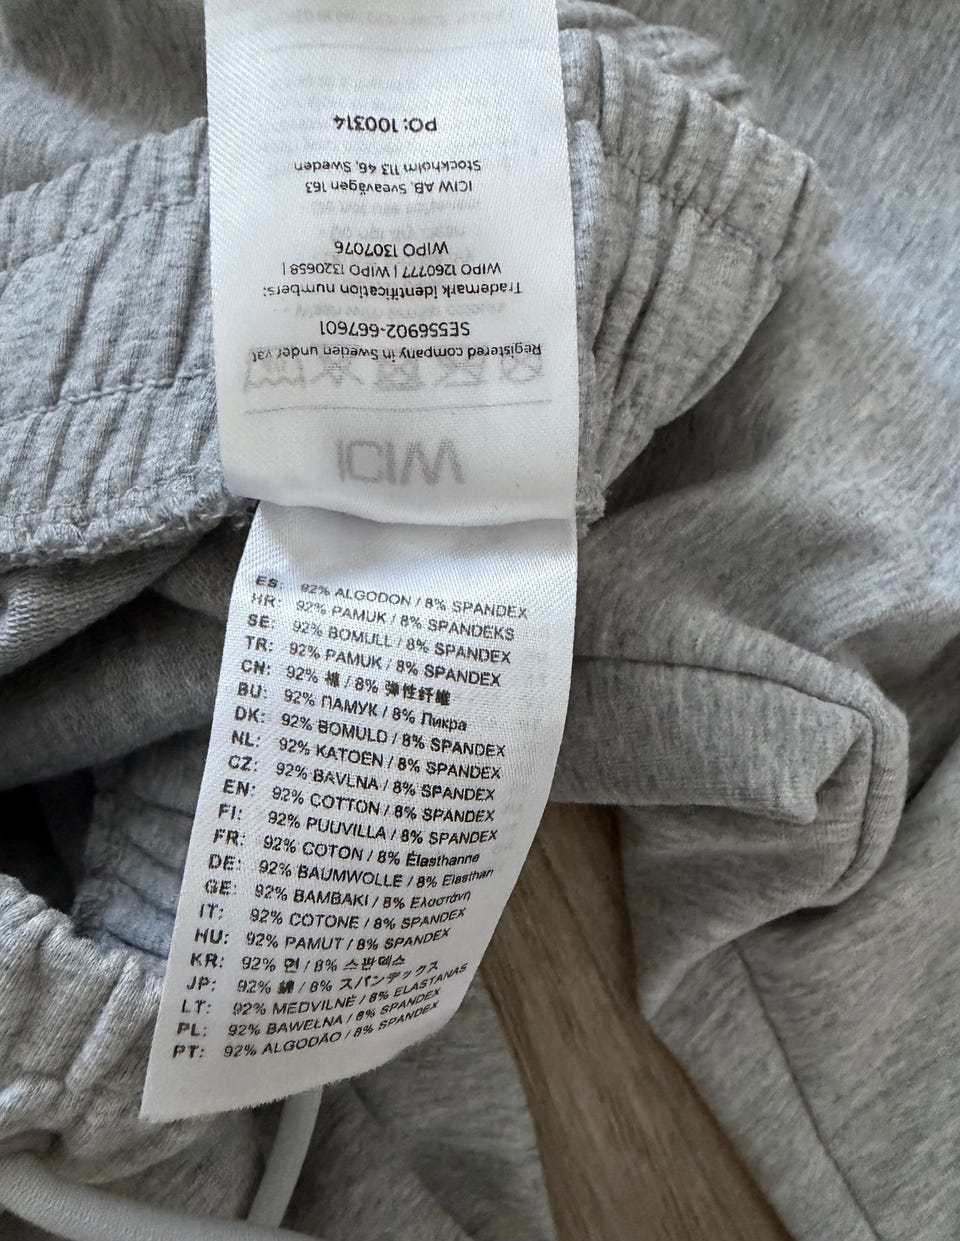 ICIW
Registered company in Sweden under vat
SE556902-667601
Trademark identification numbers:
WIPO 1260777 | WIPO 1320658 |
WIPO 1307076
ICIW AB, Sveavägen 163
Stockholm 113 46, Sweden
PO: 100314
ES: 92% ALGODON / 8% SPANDEX
HR: 92% PAMUK / 8% SPANDEKS
SE: 92% BOMULL / 8% SPANDEX
TR: 92% PAMUK / 8% SPANDEX
CN: 92% 棉 / 8% 弹性纤维
BU: 92% ПАМУК / 8% Ликра
DK: 92% BOMULD / 8% SPANDEX
NL: 92% KATOEN / 8% SPANDEX
CZ: 92% BAVLNA / 8% SPANDEX
EN: 92% COTTON / 8% SPANDEX
FI: 92% PUUVILLA / 8% SPANDEX
FR: 92% COTON / 8% Élasthanne
DE: 92% BAUMWOLLE / 8% Elasthan
GE: 92% BAMBAKI / 8% Ελαστάνη
IT: 92% COTONE / 8% SPANDEX
HU: 92% PAMUT / 8% SPANDEX
KR: 92% 면 / 8% 스판덱스
JP: 92% 綿 / 8% スパンデックス
LT: 92% MEDVILNĖ / 8% ELASTANAS
PL: 92% BAWEŁNA / 8% SPANDEX
PT: 92% ALGODÃO / 8% SPANDEX